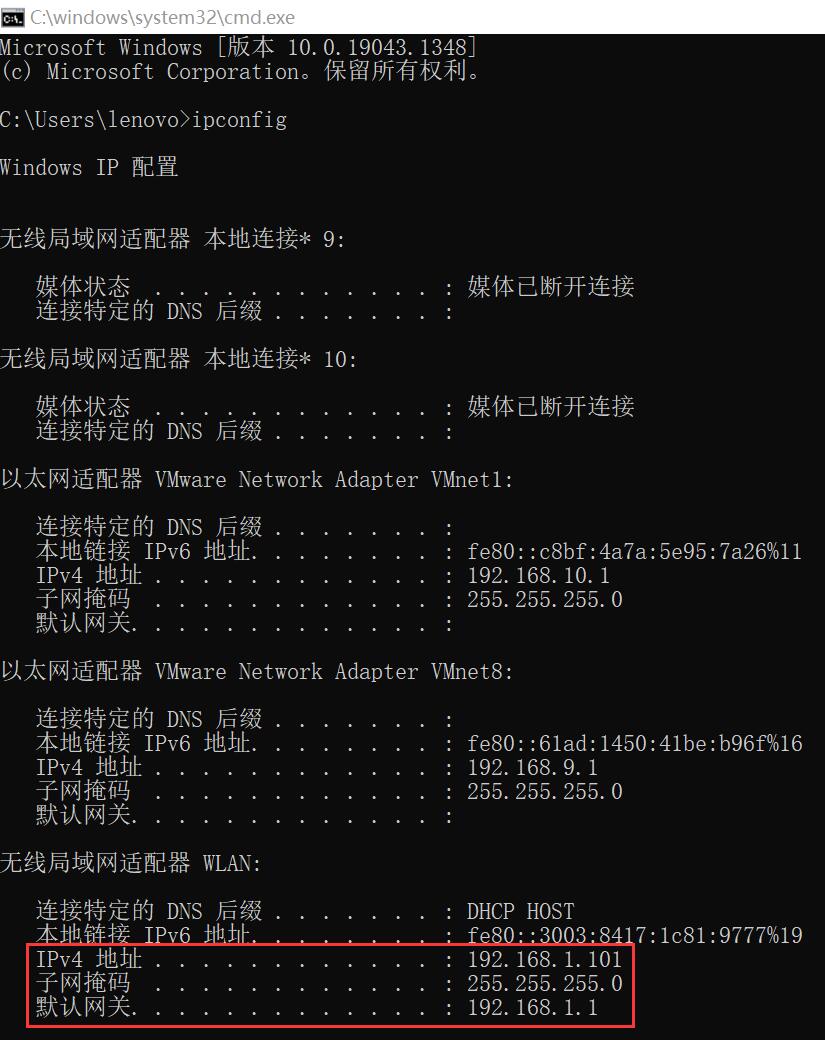 C:\windows\system32\cmd.exe
Microsoft Windows [版本 10.0.19043.1348]
(c) Microsoft Corporation。保留所有权利。
C:\Users\lenovo>ipconfig
Windows IP 配置
无线局域网适配器 本地连接* 9:
媒体状态  . . . . . . . . . . . . : 媒体已断开连接
连接特定的 DNS 后缀 . . . . . . . :
无线局域网适配器 本地连接* 10:
媒体状态  . . . . . . . . . . . . : 媒体已断开连接
连接特定的 DNS 后缀 . . . . . . . :
以太网适配器 VMware Network Adapter VMnet1:
连接特定的 DNS 后缀 . . . . . . . :
本地链接 IPv6 地址. . . . . . . . : fe80::c8bf:4a7a:5e95:7a26%11
IPv4 地址 . . . . . . . . . . . . : 192.168.10.1
子网掩码  . . . . . . . . . . . . : 255.255.255.0
默认网关. . . . . . . . . . . . . :
以太网适配器 VMware Network Adapter VMnet8:
连接特定的 DNS 后缀 . . . . . . . :
本地链接 IPv6 地址. . . . . . . . : fe80::61ad:1450:41be:b96f%16
IPv4 地址 . . . . . . . . . . . . : 192.168.9.1
子网掩码  . . . . . . . . . . . . : 255.255.255.0
默认网关. . . . . . . . . . . . . :
无线局域网适配器 WLAN:
连接特定的 DNS 后缀 . . . . . . . : DHCP HOST
本地链接 IPv6 地址. . . . . . . . : fe80::3003:8417:1c81:9777%19
IPv4 地址 . . . . . . . . . . . . : 192.168.1.101
子网掩码  . . . . . . . . . . . . : 255.255.255.0
默认网关. . . . . . . . . . . . . : 192.168.1.1